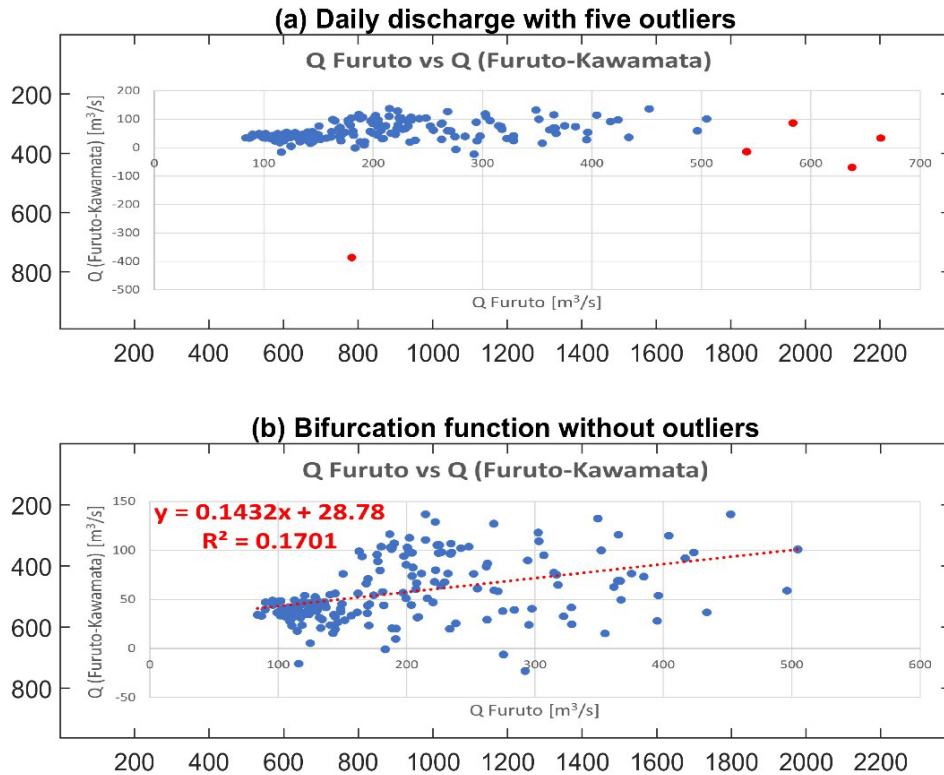 (a) Daily discharge with five outliers
Q Furuto vs Q (Furuto-Kawamata)
200
400
600
800
Q (Furuto-Kawamata) [m³/s]
200
100
0
-100
-200
-300
-400
-500
0 100 200 300 400 500 600 700
Q Furuto [m³/s]
200 400 600 800 1000 1200 1400 1600 1800 2000 2200
(b) Bifurcation function without outliers
Q Furuto vs Q (Furuto-Kawamata)
200
400
600
800
Q (Furuto-Kawamata) [m³/s]
150
100
50
0
-50
y = 0.1432x + 28.78
R² = 0.1701
0 100 200 300 400 500 600
Q Furuto [m³/s]
200 400 600 800 1000 1200 1400 1600 1800 2000 2200